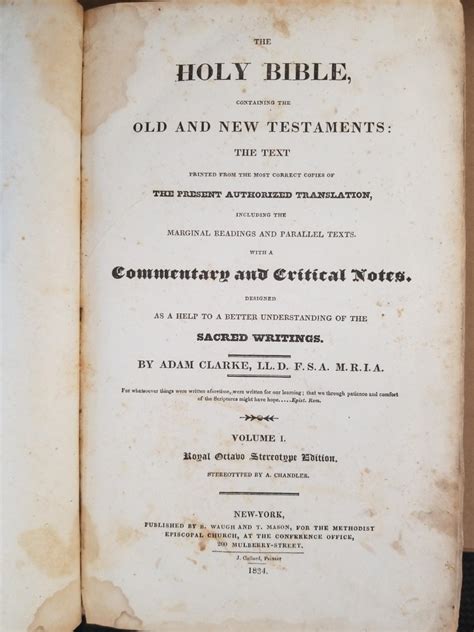 THE
HOLY BIBLE,
CONTAINING THE
OLD AND NEW TESTAMENTS:
THE TEXT
PRINTED FROM THE MOST CORRECT COPIES OF
THE PRESENT AUTHORIZED TRANSLATION,
INCLUDING THE
MARGINAL READINGS AND PARALLEL TEXTS.
WITH A
Commentary and Critical Notes.
DESIGNED
AS A HELP TO A BETTER UNDERSTANDING OF THE
SACRED WRITINGS.
BY ADAM CLARKE, LL.D. F.S.A. M.R.I.A.
For whatsoever things were written aforetime, were written for our learning; that we through patience and comfort
of the Scriptures might have hope.....Epist. Rom.
VOLUME I.
Royal Octavo Stereotype Edition.
STEREOTYPED BY A. CHANDLER.
NEW-YORK,
PUBLISHED BY B. WAUGH AND T. MASON, FOR THE METHODIST
EPISCOPAL CHURCH, AT THE CONFERENCE OFFICE,
200 MULBERRY-STREET.
J. Collord, Printer
1834.